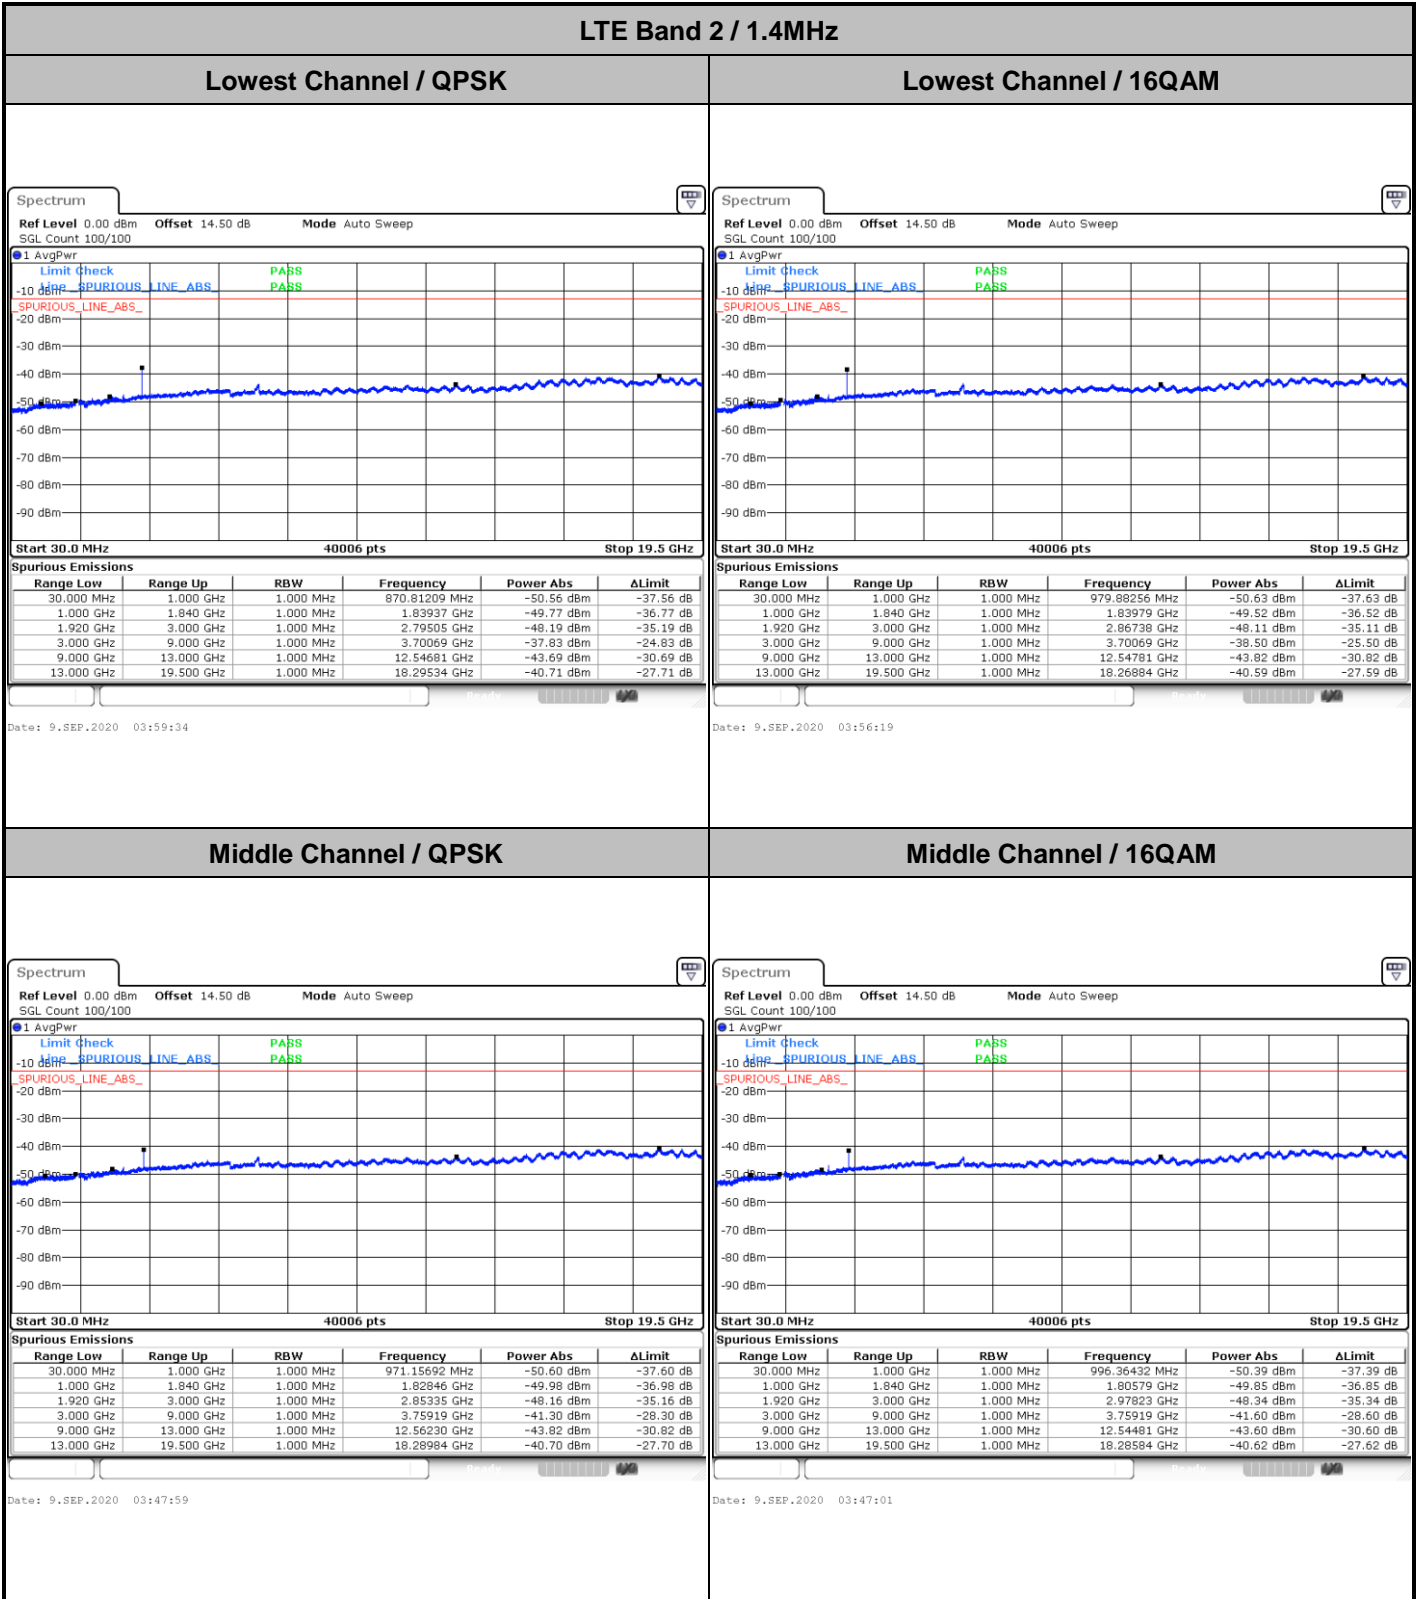 LTE Band 2 / 1.4MHz
Lowest Channel / QPSK
Lowest Channel / 16QAM
Spectrum
Ref Level 0.00 dBm Offset 14.50 dB Mode Auto Sweep
SGL Count 100/100
1 AvgPwr
Limit Check PASS
Line _SPURIOUS_LINE_ABS_ PASS
-10 dBm
_SPURIOUS_LINE_ABS_
-20 dBm
-30 dBm
-40 dBm
-50 dBm
-60 dBm
-70 dBm
-80 dBm
-90 dBm
Start 30.0 MHz 40006 pts Stop 19.5 GHz
Spurious Emissions
Range Low Range Up RBW Frequency Power Abs ΔLimit
30.000 MHz 1.000 GHz 1.000 MHz 870.81209 MHz -50.56 dBm -37.56 dB
1.000 GHz 1.840 GHz 1.000 MHz 1.83937 GHz -49.77 dBm -36.77 dB
1.920 GHz 3.000 GHz 1.000 MHz 2.79505 GHz -48.19 dBm -35.19 dB
3.000 GHz 9.000 GHz 1.000 MHz 3.70069 GHz -37.83 dBm -24.83 dB
9.000 GHz 13.000 GHz 1.000 MHz 12.54681 GHz -43.69 dBm -30.69 dB
13.000 GHz 19.500 GHz 1.000 MHz 18.29534 GHz -40.71 dBm -27.71 dB
Ready
Date: 9.SEP.2020 03:59:34
Spectrum
Ref Level 0.00 dBm Offset 14.50 dB Mode Auto Sweep
SGL Count 100/100
1 AvgPwr
Limit Check PASS
Line _SPURIOUS_LINE_ABS_ PASS
-10 dBm
_SPURIOUS_LINE_ABS_
-20 dBm
-30 dBm
-40 dBm
-50 dBm
-60 dBm
-70 dBm
-80 dBm
-90 dBm
Start 30.0 MHz 40006 pts Stop 19.5 GHz
Spurious Emissions
Range Low Range Up RBW Frequency Power Abs ΔLimit
30.000 MHz 1.000 GHz 1.000 MHz 979.88256 MHz -50.63 dBm -37.63 dB
1.000 GHz 1.840 GHz 1.000 MHz 1.83979 GHz -49.52 dBm -36.52 dB
1.920 GHz 3.000 GHz 1.000 MHz 2.86738 GHz -48.11 dBm -35.11 dB
3.000 GHz 9.000 GHz 1.000 MHz 3.70069 GHz -38.50 dBm -25.50 dB
9.000 GHz 13.000 GHz 1.000 MHz 12.54781 GHz -43.82 dBm -30.82 dB
13.000 GHz 19.500 GHz 1.000 MHz 18.26884 GHz -40.59 dBm -27.59 dB
Ready
Date: 9.SEP.2020 03:56:19
Middle Channel / QPSK
Middle Channel / 16QAM
Spectrum
Ref Level 0.00 dBm Offset 14.50 dB Mode Auto Sweep
SGL Count 100/100
1 AvgPwr
Limit Check PASS
Line _SPURIOUS_LINE_ABS_ PASS
-10 dBm
_SPURIOUS_LINE_ABS_
-20 dBm
-30 dBm
-40 dBm
-50 dBm
-60 dBm
-70 dBm
-80 dBm
-90 dBm
Start 30.0 MHz 40006 pts Stop 19.5 GHz
Spurious Emissions
Range Low Range Up RBW Frequency Power Abs ΔLimit
30.000 MHz 1.000 GHz 1.000 MHz 971.15692 MHz -50.60 dBm -37.60 dB
1.000 GHz 1.840 GHz 1.000 MHz 1.82846 GHz -49.98 dBm -36.98 dB
1.920 GHz 3.000 GHz 1.000 MHz 2.85335 GHz -48.16 dBm -35.16 dB
3.000 GHz 9.000 GHz 1.000 MHz 3.75919 GHz -41.30 dBm -28.30 dB
9.000 GHz 13.000 GHz 1.000 MHz 12.56230 GHz -43.82 dBm -30.82 dB
13.000 GHz 19.500 GHz 1.000 MHz 18.28984 GHz -40.70 dBm -27.70 dB
Ready
Date: 9.SEP.2020 03:47:59
Spectrum
Ref Level 0.00 dBm Offset 14.50 dB Mode Auto Sweep
SGL Count 100/100
1 AvgPwr
Limit Check PASS
Line _SPURIOUS_LINE_ABS_ PASS
-10 dBm
_SPURIOUS_LINE_ABS_
-20 dBm
-30 dBm
-40 dBm
-50 dBm
-60 dBm
-70 dBm
-80 dBm
-90 dBm
Start 30.0 MHz 40006 pts Stop 19.5 GHz
Spurious Emissions
Range Low Range Up RBW Frequency Power Abs ΔLimit
30.000 MHz 1.000 GHz 1.000 MHz 996.36432 MHz -50.39 dBm -37.39 dB
1.000 GHz 1.840 GHz 1.000 MHz 1.80579 GHz -49.85 dBm -36.85 dB
1.920 GHz 3.000 GHz 1.000 MHz 2.97823 GHz -48.34 dBm -35.34 dB
3.000 GHz 9.000 GHz 1.000 MHz 3.75919 GHz -41.60 dBm -28.60 dB
9.000 GHz 13.000 GHz 1.000 MHz 12.54481 GHz -43.60 dBm -30.60 dB
13.000 GHz 19.500 GHz 1.000 MHz 18.28584 GHz -40.62 dBm -27.62 dB
Ready
Date: 9.SEP.2020 03:47:01